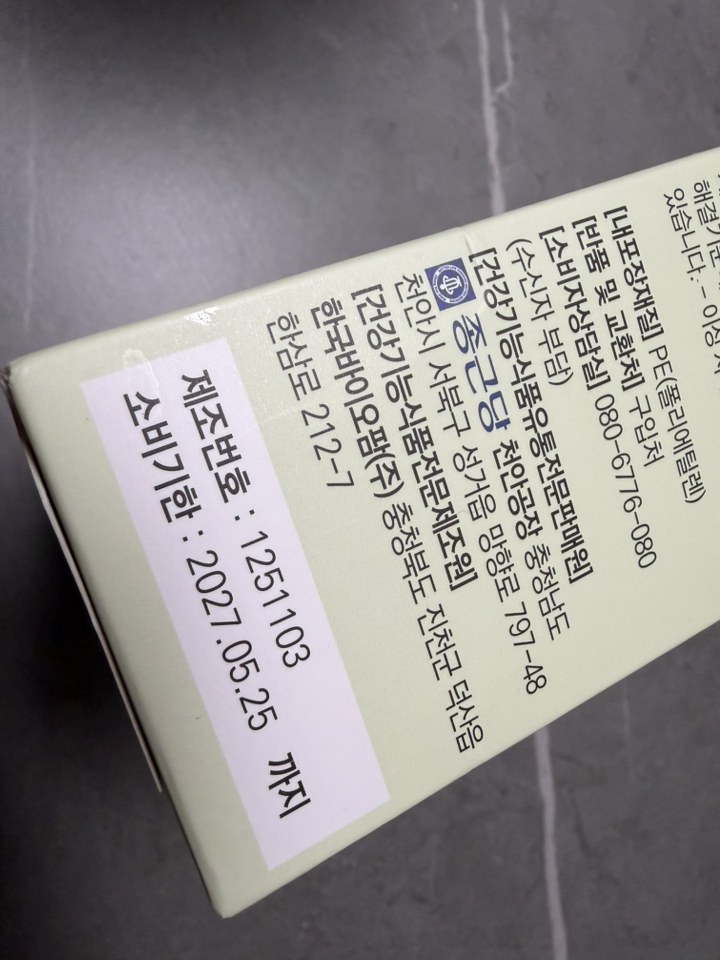 해결기준
있습니다. - 이상 시
[내포장재질] PE(폴리에틸렌)
[반품 및 교환처] 구입처
[소비자상담실] 080-6776-080
(수신자 부담)
[건강기능식품유통전문판매원]
종근당 천안공장 충청남도
천안시 서북구 성거읍 망향로 797-48
[건강기능식품전문제조원]
한국바이오팜(주) 충청북도 진천군 덕산읍
한삼로 212-7
제조번호 : 1251103
소비기한 : 2027.05.25 까지